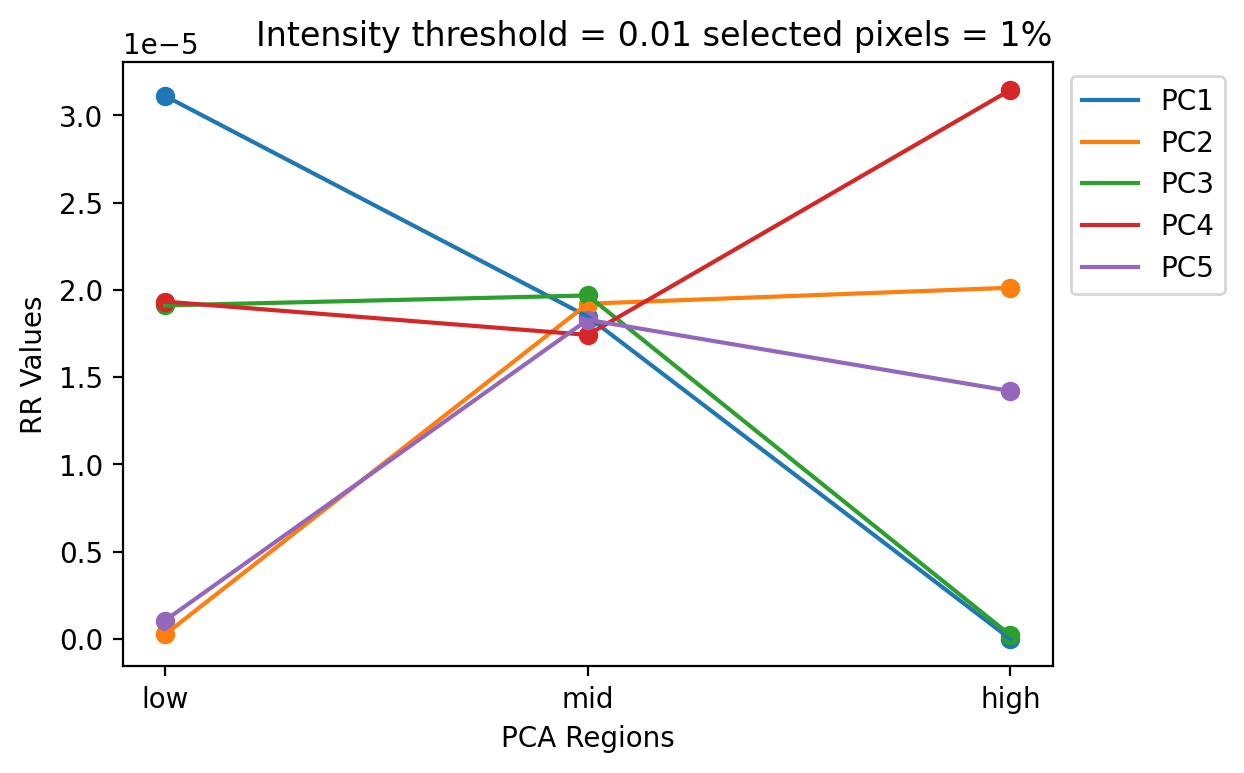 Intensity threshold = 0.01 selected pixels = 1%
1e−5
3.0
2.5
2.0
1.5
1.0
0.5
0.0
RR Values
low
mid
high
PCA Regions
PC1
PC2
PC3
PC4
PC5